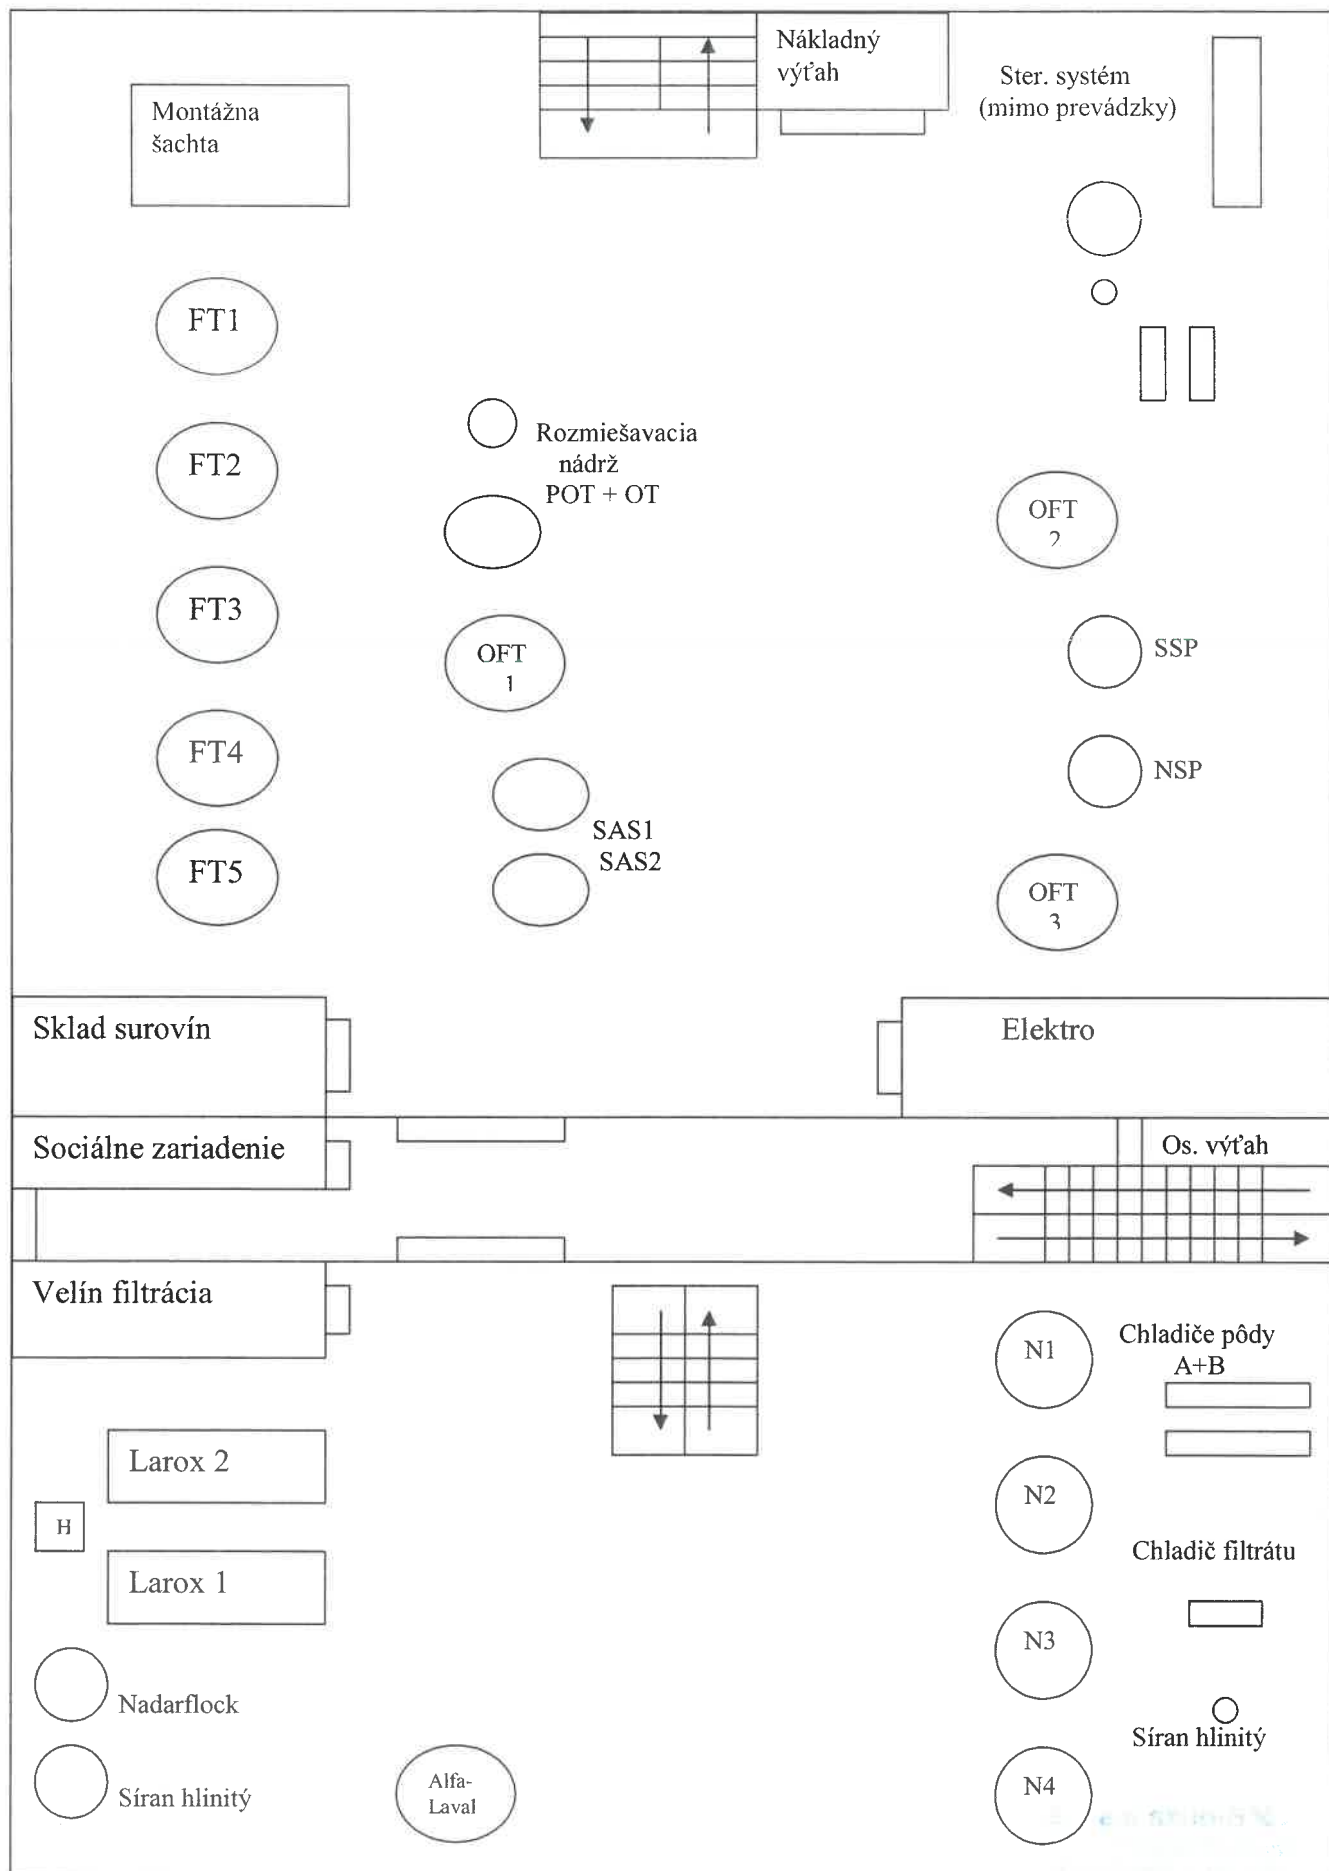 Nákladný
výťah
Ster. systém
(mimo prevádzky)
Montážna
šachta
FT1
FT2
Rozmiešavacia
nádrž
POT + OT
OFT
2
FT3
OFT
1
SSP
FT4
NSP
SAS1
SAS2
FT5
OFT
3
Sklad surovín
Elektro
Sociálne zariadenie
Os. výťah
Velín filtrácia
N1
Chladiče pôdy
A+B
Larox 2
N2
H
Chladič filtrátu
Larox 1
N3
Nadarflock
Síran hlinitý
Síran hlinitý
Alfa-
Laval
N4